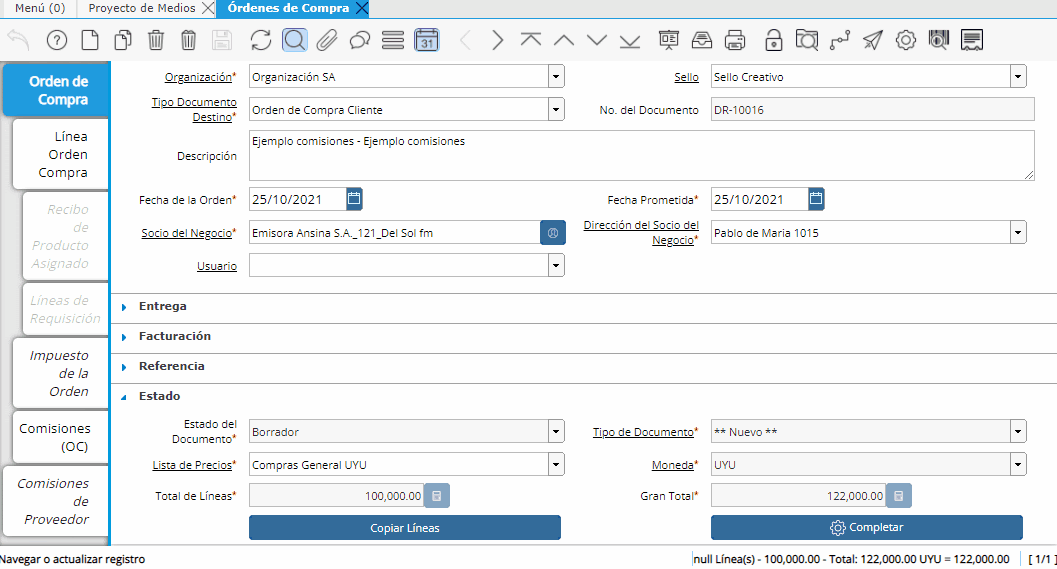 Menú (0) Proyecto de Medios Órdenes de Compra
31
Orden de
Compra
Línea
Orden
Compra
Recibo
de
Producto
Asignado
Líneas de
Requisición
Impuesto
de la
Orden
Comisiones
(OC)
Comisiones
de
Proveedor
Organización* Organización SA Sello Sello Creativo
Tipo Documento
Destino* Orden de Compra Cliente No. del Documento DR-10016
Descripción Ejemplo comisiones - Ejemplo comisiones
Fecha de la Orden* 25/10/2021 Fecha Prometida* 25/10/2021
Socio del Negocio* Emisora Ansina S.A._121_Del Sol fm Dirección del Socio del
Negocio* Pablo de Maria 1015
Usuario
Entrega
Facturación
Referencia
Estado
Estado del
Documento* Borrador Tipo de Documento* ** Nuevo **
Lista de Precios* Compras General UYU Moneda* UYU
Total de Líneas* 100,000.00 Gran Total* 122,000.00
Copiar Líneas Completar
Navegar o actualizar registro null Línea(s) - 100,000.00 - Total: 122,000.00 UYU = 122,000.00 [ 1/1 ]